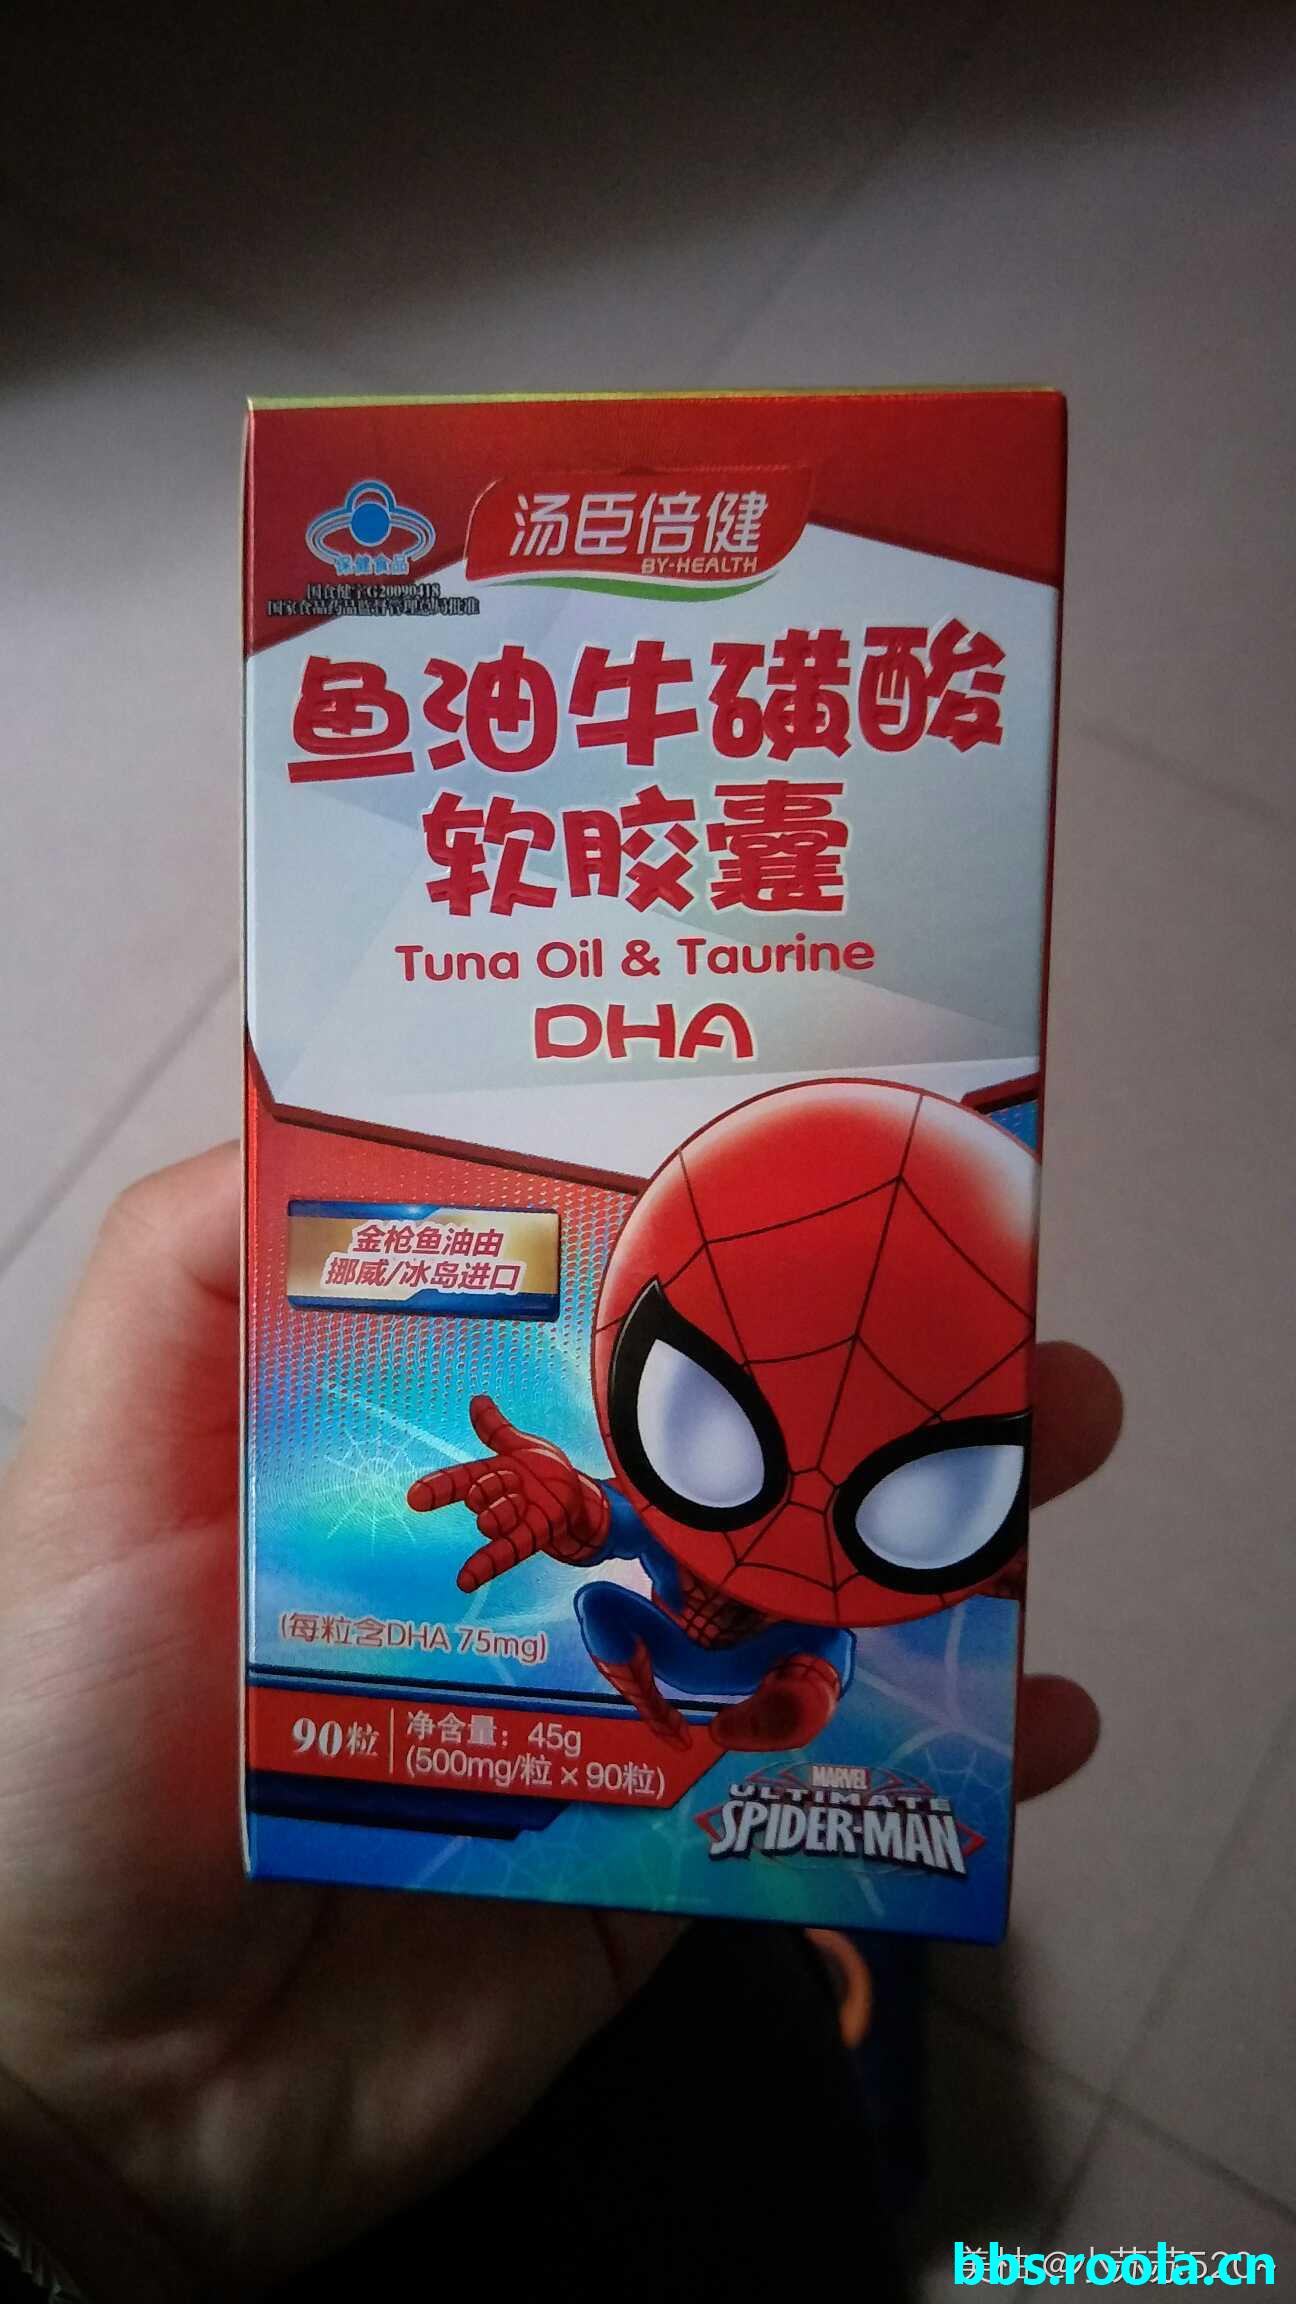 汤臣倍健
BY-HEALTH
保健食品
国食健字G20090418
国家食品药品监督管理总局批准
鱼油牛磺酸
软胶囊
Tuna Oil & Taurine
DHA
金枪鱼油由
挪威/冰岛进口
(每粒含DHA 75mg)
90粒
净含量：45g
(500mg/粒 x 90粒)
MARVEL
ULTIMATE
SPIDER-MAN
bbs.roola.cn